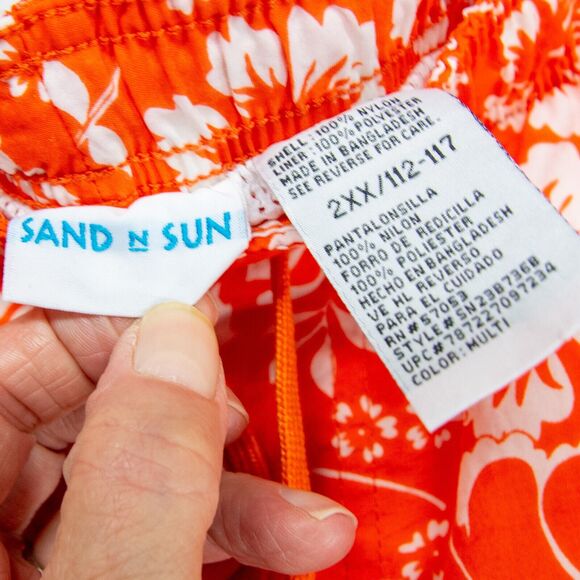 SAND N SUN
SHELL: 100% NYLON
LINER: 100% POLYESTER
MADE IN BANGLADESH
SEE REVERSE FOR CARE.
2XX/112-117
PANTALONSILLA
100% NILON
FORRO DE REDICILLA
100% POLIESTER
HECHO EN BANGLADESH
VE HL REVERSO
PARA EL CUIDADO
RN# 57053
STYLE# SN23B736B
UPC# 787227097234
COLOR: MULTI